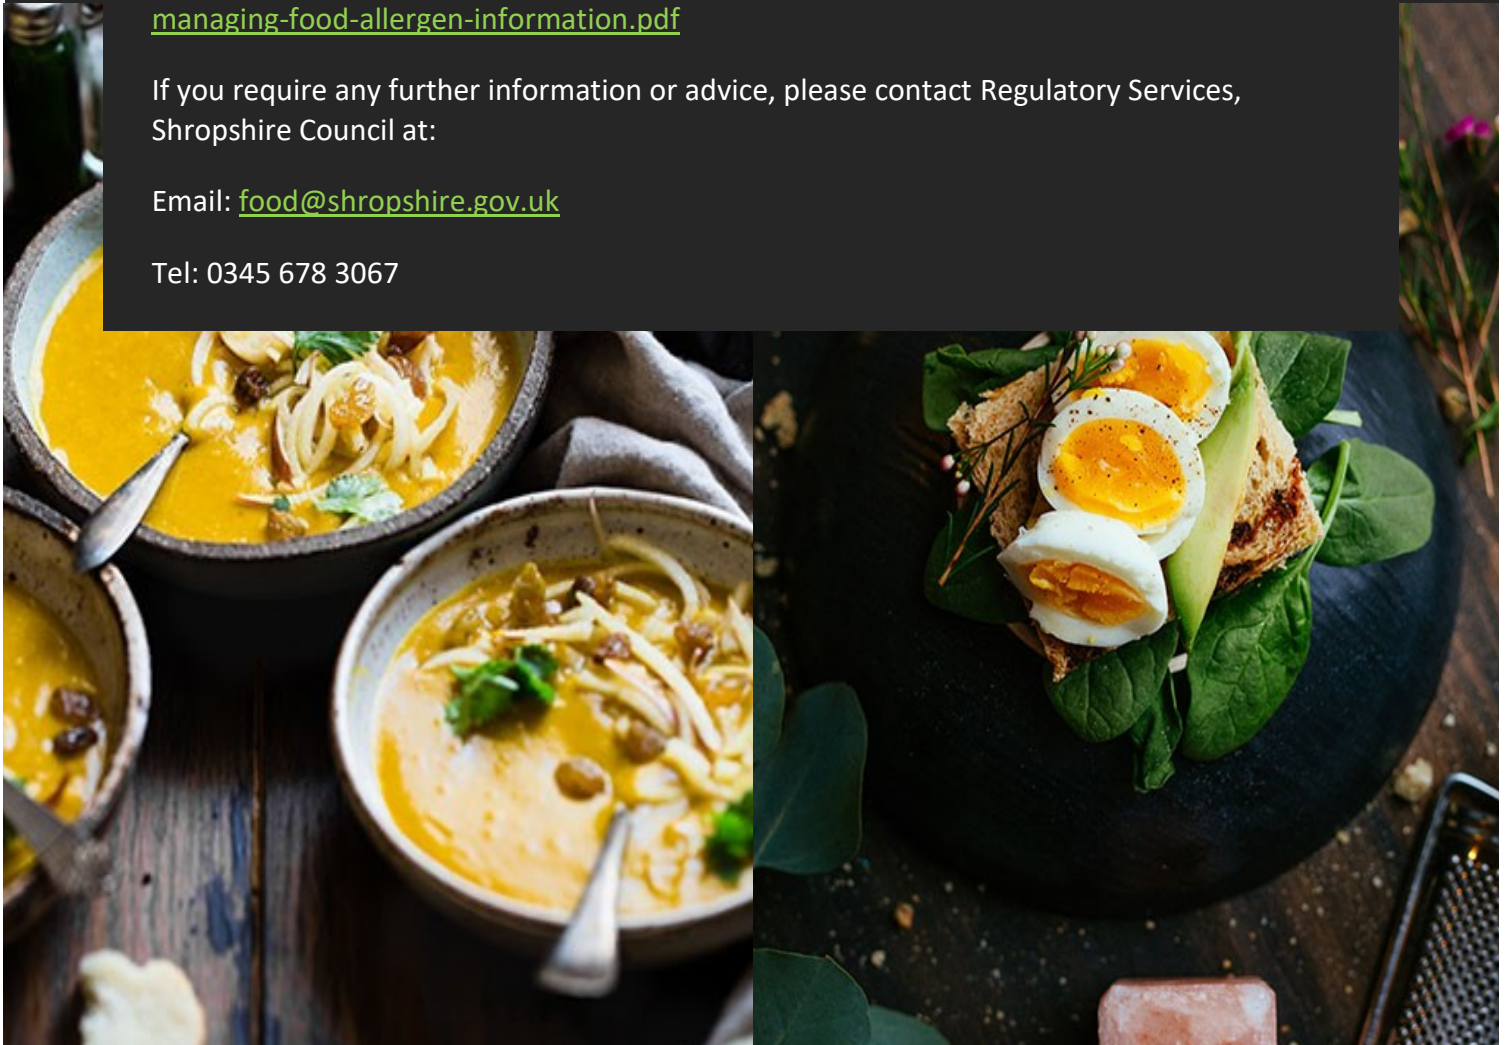 managing-food-allergen-information.pdf
If you require any further information or advice, please contact Regulatory Services,
Shropshire Council at:
Email: food@shropshire.gov.uk
Tel: 0345 678 3067